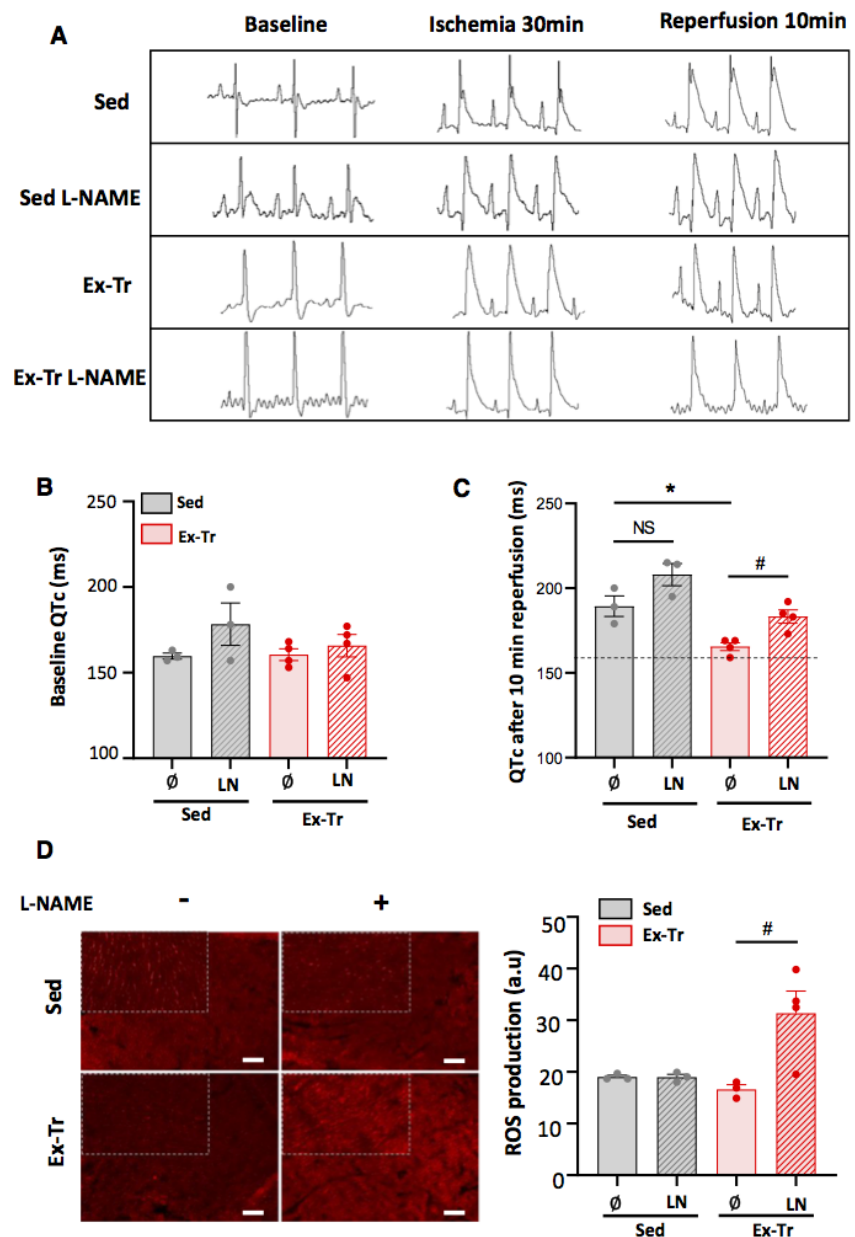 A
Baseline Ischemia 30min Reperfusion 10min
Sed
Sed L-NAME
Ex-Tr
Ex-Tr L-NAME
B
Sed
Ex-Tr
Baseline QTc (ms)
250
200
150
100
Ø LN Ø LN
Sed Ex-Tr
C
QTc after 10 min reperfusion (ms)
250
200
150
100
*
NS
#
Ø LN Ø LN
Sed Ex-Tr
D
L-NAME - +
Sed
Ex-Tr
Sed
Ex-Tr
ROS production (a.u)
50
40
30
20
10
0
#
Ø LN Ø LN
Sed Ex-Tr